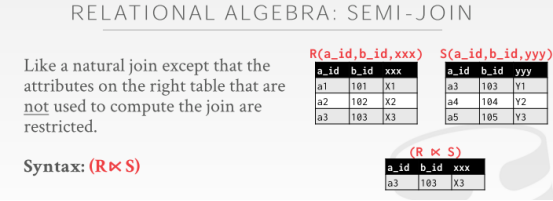 RELATIONAL ALGEBRA: SEMI-JOIN
Like a natural join except that the
attributes on the right table that are
not used to compute the join are
restricted.
Syntax: (R⋉S)
R(a_id,b_id,xxx)
a_id b_id xxx
a1 101 X1
a2 102 X2
a3 103 X3
S(a_id,b_id,yyy)
a_id b_id yyy
a3 103 Y1
a4 104 Y2
a5 105 Y3
(R ⋉ S)
a_id b_id xxx
a3 103 X3